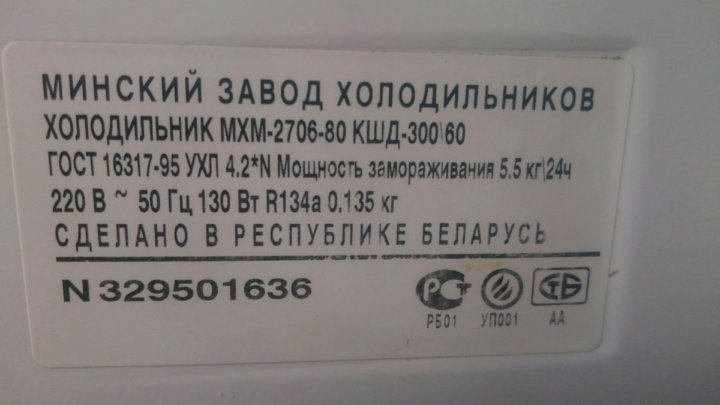 МИНСКИЙ ЗАВОД ХОЛОДИЛЬНИКОВ
ХОЛОДИЛЬНИК МХМ-2706-80 КШД-300\60
ГОСТ 16317-95 УХЛ 4.2*N Мощность замораживания 5.5 кг\24ч
220 В ~ 50 Гц 130 Вт R134a 0.135 кг
СДЕЛАНО В РЕСПУБЛИКЕ БЕЛАРУСЬ
N 329501636
РСТ СТБ
РБ01 УП001 АА